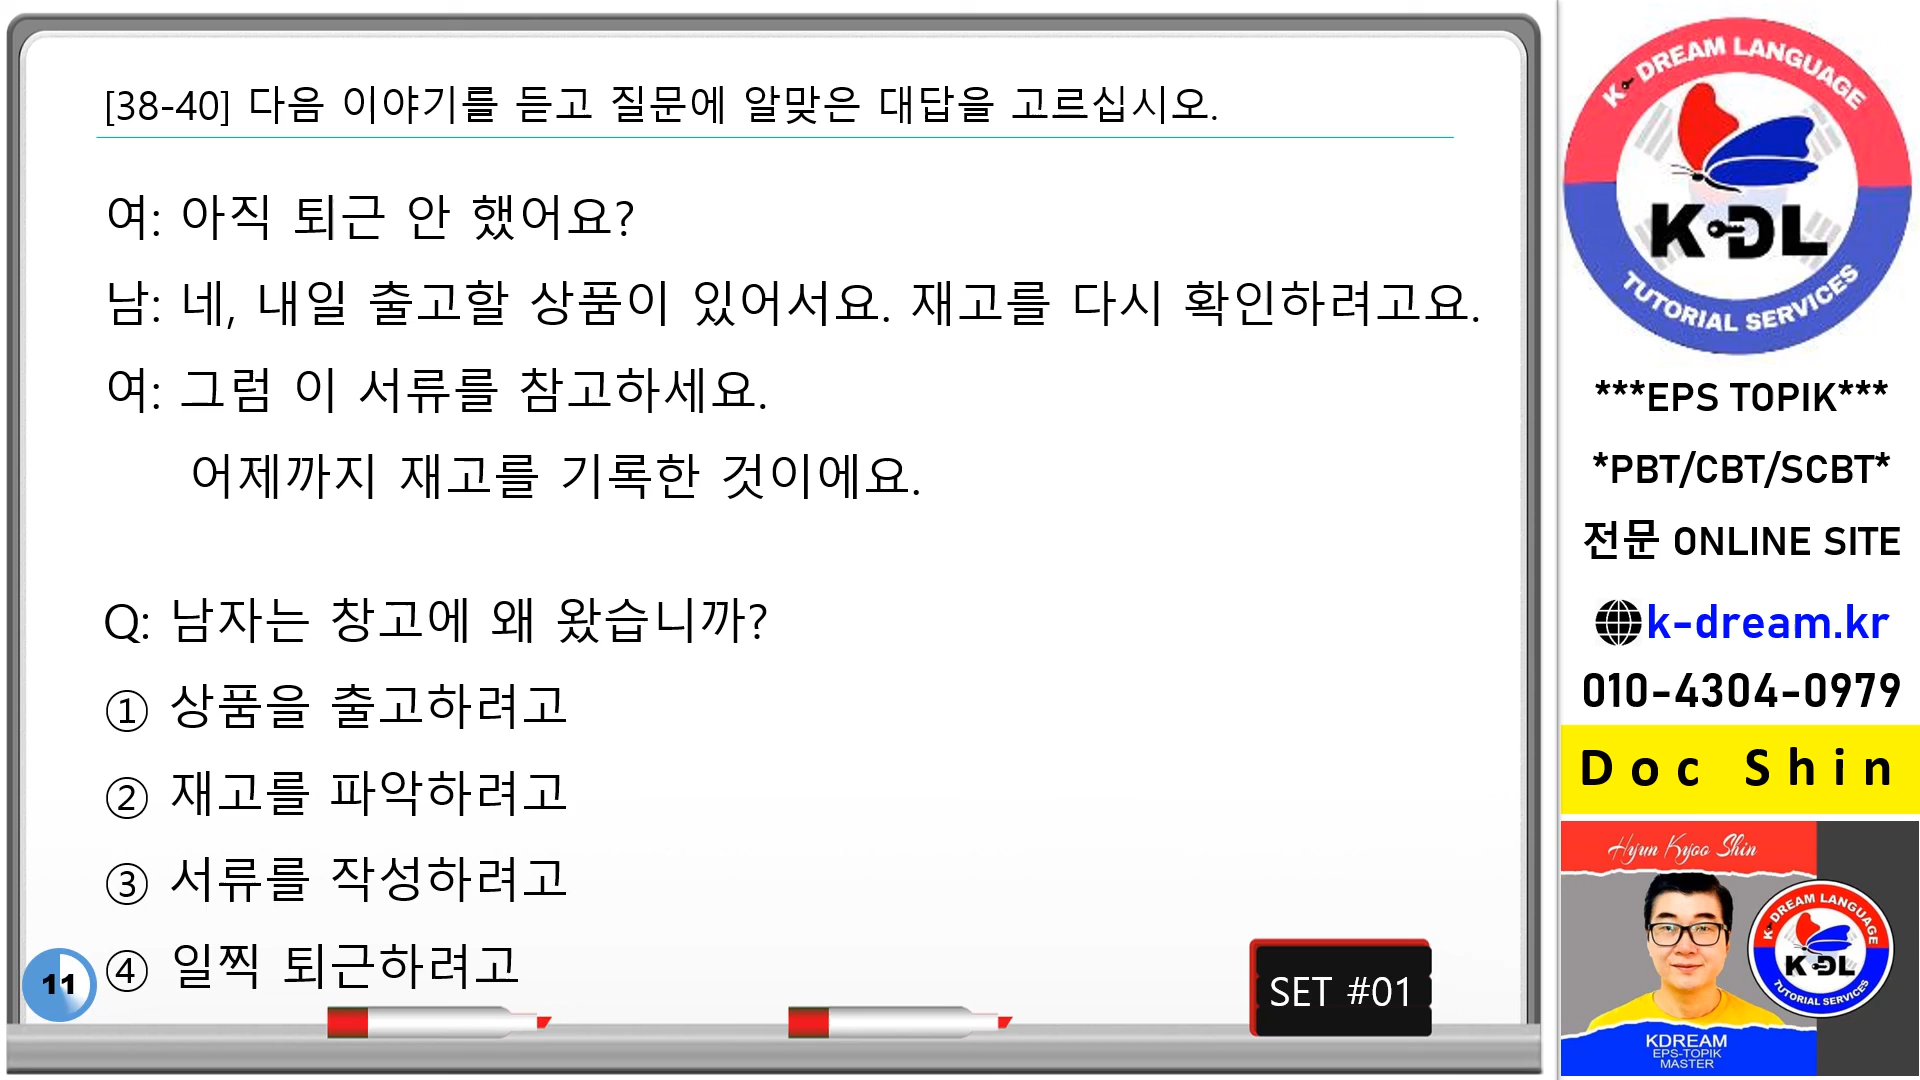 [38-40] 다음 이야기를 듣고 질문에 알맞은 대답을 고르십시오.
여: 아직 퇴근 안 했어요?
남: 네, 내일 출고할 상품이 있어서요. 재고를 다시 확인하려고요.
여: 그럼 이 서류를 참고하세요.
어제까지 재고를 기록한 것이에요.
Q: 남자는 창고에 왜 왔습니까?
① 상품을 출고하려고
② 재고를 파악하려고
③ 서류를 작성하려고
④ 일찍 퇴근하려고
11
SET #01
K DREAM LANGUAGE
K DL
TUTORIAL SERVICES
***EPS TOPIK***
*PBT/CBT/SCBT*
전문 ONLINE SITE
k-dream.kr
010-4304-0979
Doc Shin
Hyun Kyoo Shin
K DREAM LANGUAGE
K DL
TUTORIAL SERVICES
KDREAM
EPS-TOPIK
MASTER